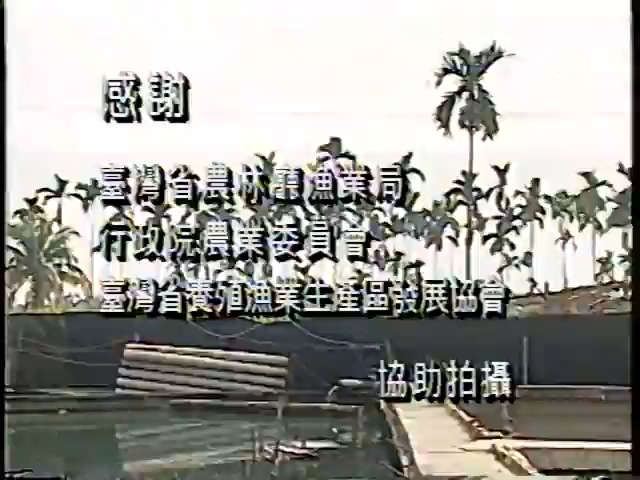 感謝
臺灣省農林廳漁業局
行政院農業委員會
臺灣省養殖漁業生產區發展協會
協助拍攝